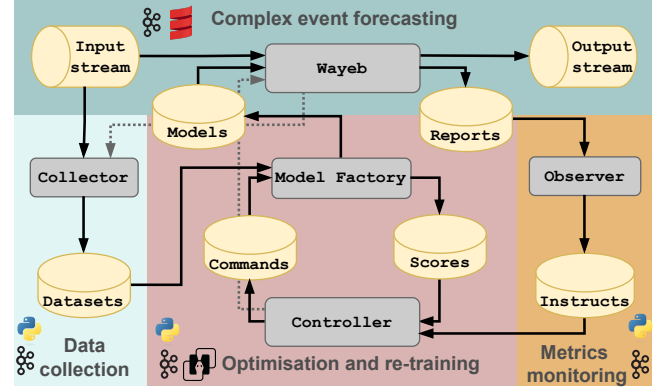 Complex event forecasting
Input
stream
Wayeb
Output
stream
Models
Reports
Collector
Model Factory
Observer
Commands
Scores
Datasets
Instructs
Controller
Data
collection
Optimisation and re-training
Metrics
monitoring